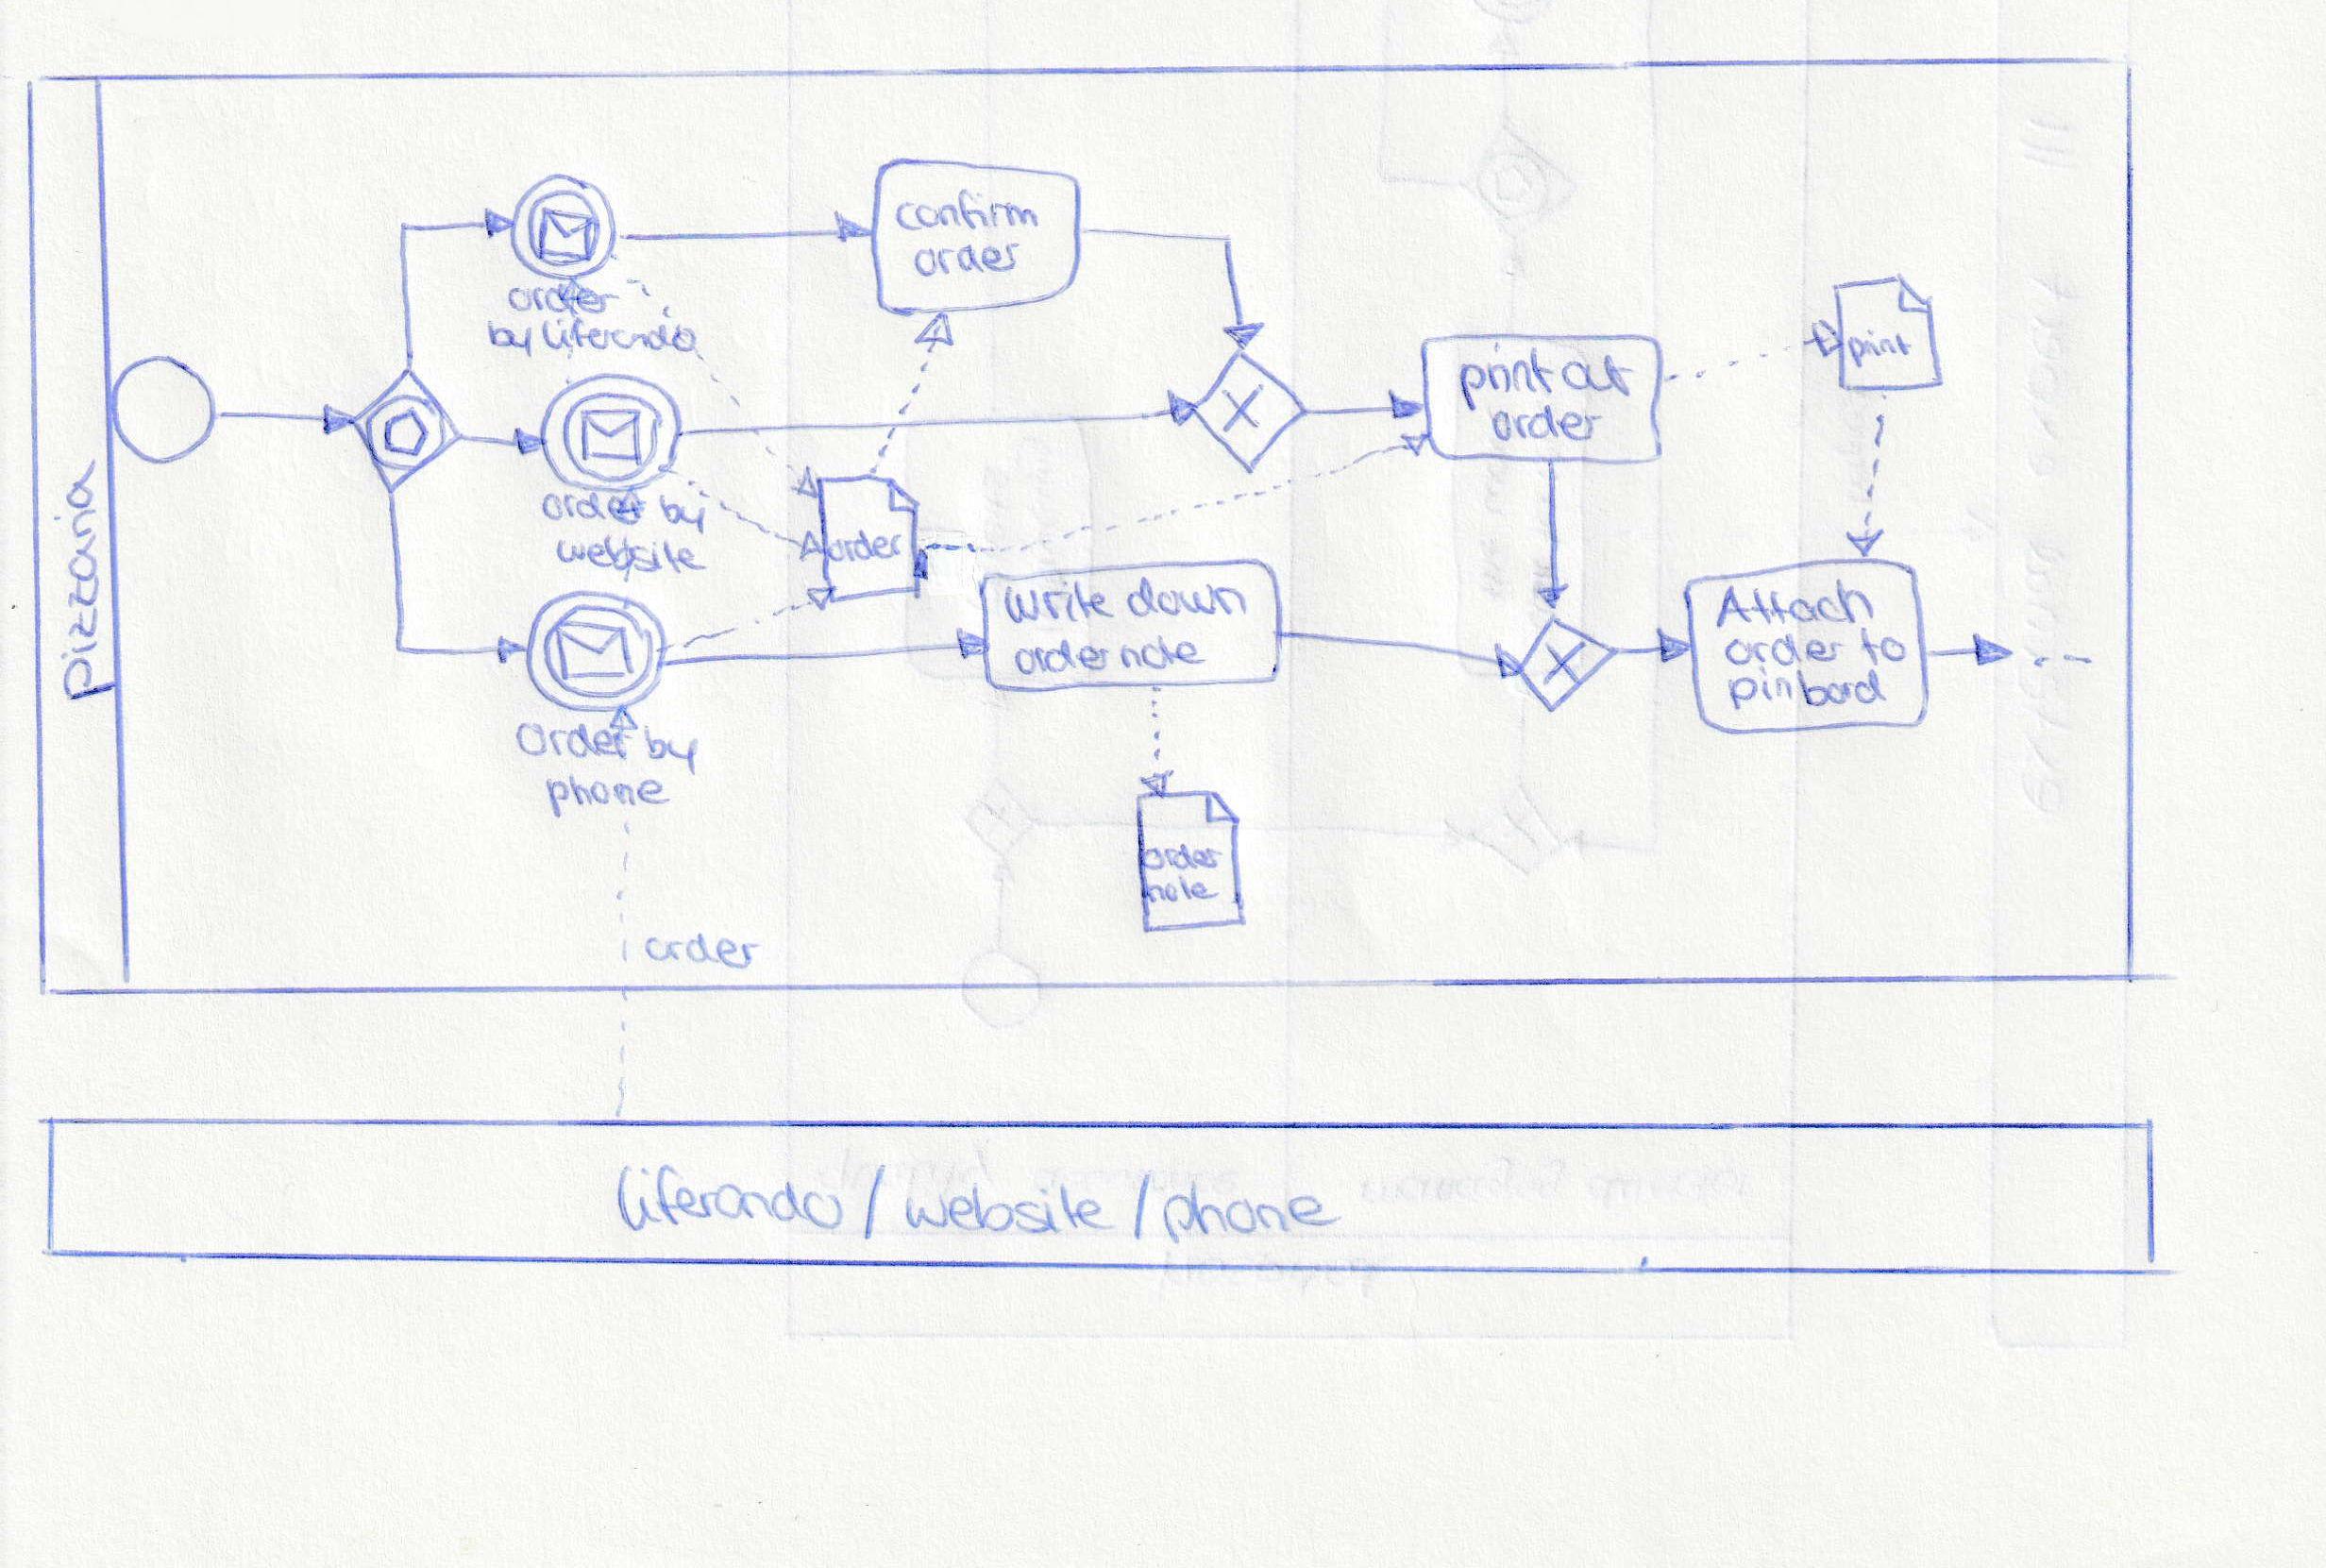 Pizzaria
order
by liferando
confirm
order
order by
website
order
print out
order
print
Write down
order note
Attach
order to
pinbord
Order by
phone
order
note
order
liferando / website / phone